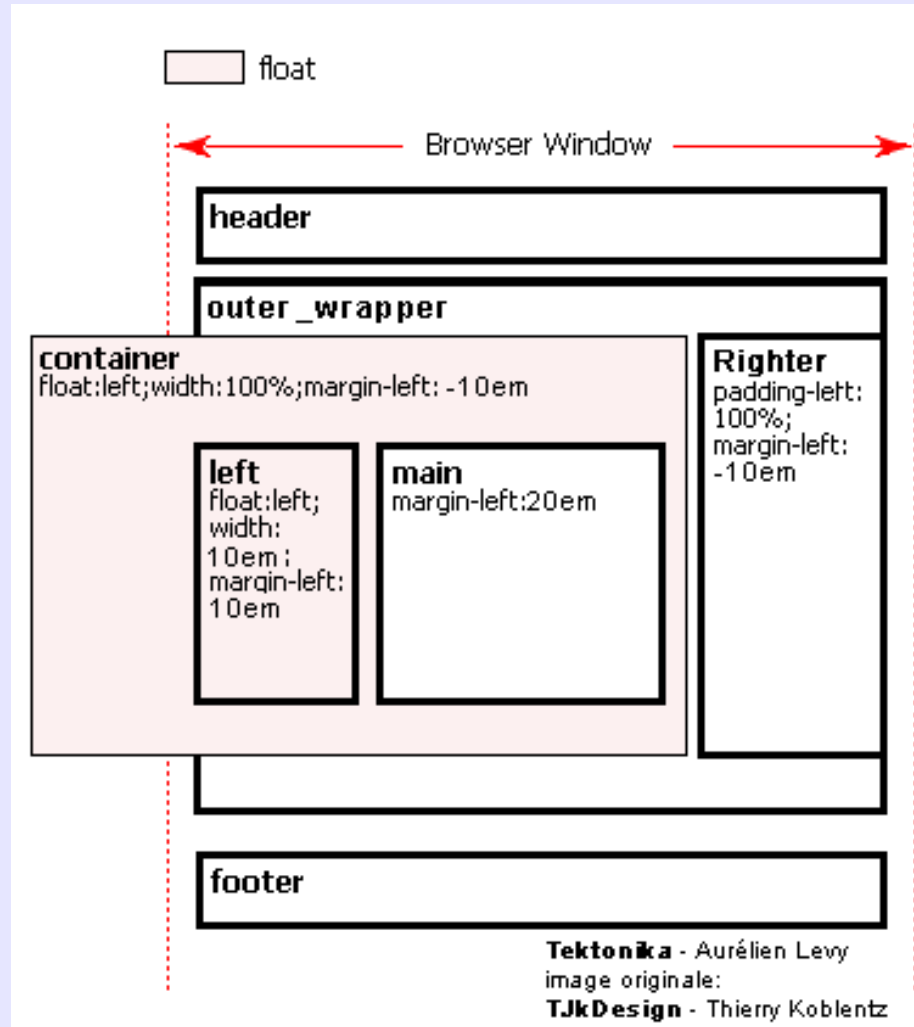 float
Browser Window
header
outer_wrapper
container
float:left;width:100%;margin-left: -10em
Righter
padding-left:
100%;
margin-left:
-10em
left
float:left;
width:
10em;
margin-left:
10em
main
margin-left:20em
footer
Tektonika - Aurélien Levy
image originale:
TJkDesign - Thierry Koblentz